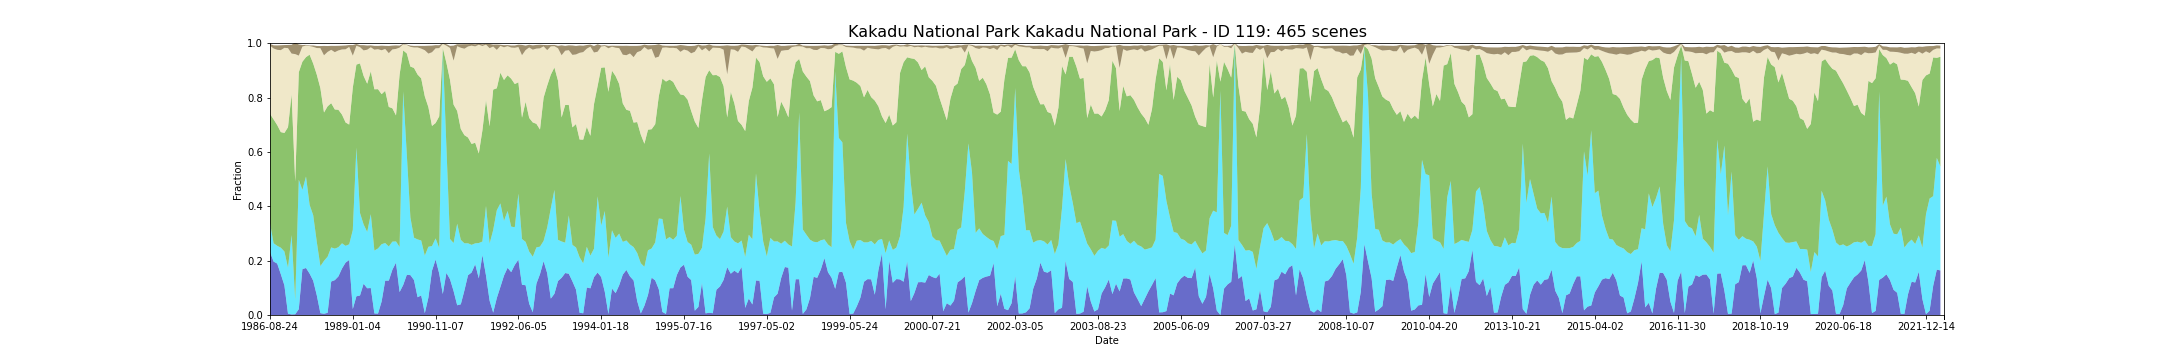 Kakadu National Park Kakadu National Park - ID 119: 465 scenes
1.0
0.8
0.6
0.4
0.2
0.0
Fraction
1986-08-24 1989-01-04 1990-11-07 1992-06-05 1994-01-18 1995-07-16 1997-05-02 1999-05-24 2000-07-21 2002-03-05 2003-08-23 2005-06-09 2007-03-27 2008-10-07 2010-04-20 2013-10-21 2015-04-02 2016-11-30 2018-10-19 2020-06-18 2021-12-14
Date